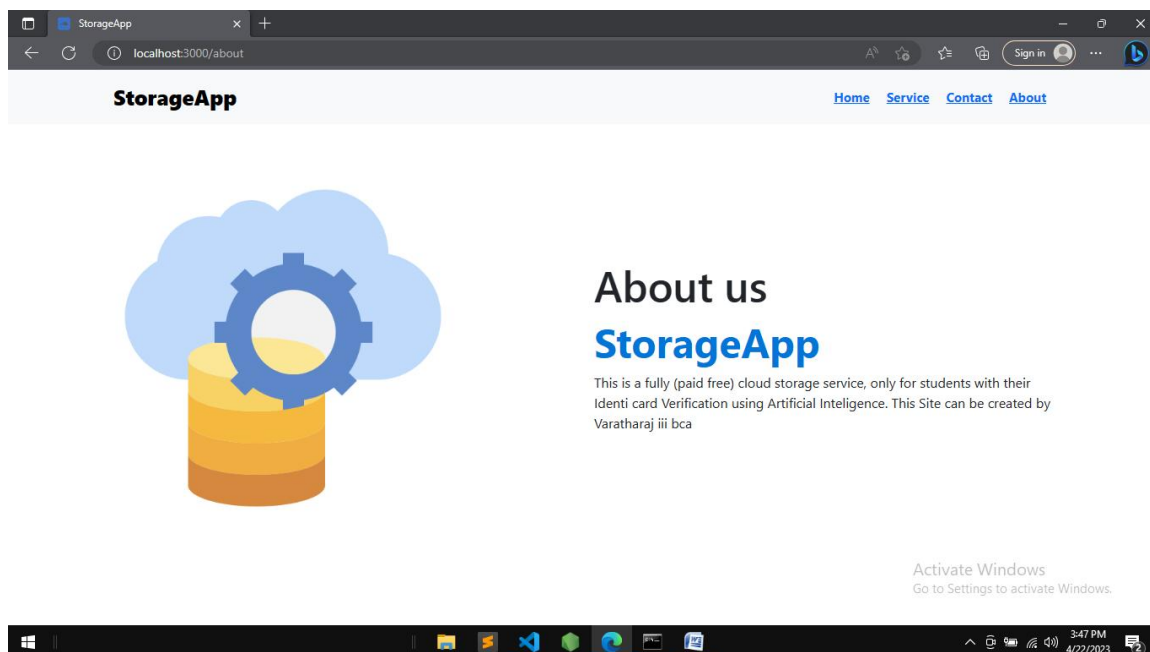 StorageApp
localhost:3000/about
Sign in
StorageApp
Home Service Contact About
About us
StorageApp
This is a fully (paid free) cloud storage service, only for students with their
Identi card Verification using Artificial Inteligence. This Site can be created by
Varatharaj iii bca
Activate Windows
Go to Settings to activate Windows.
3:47 PM
4/22/2023